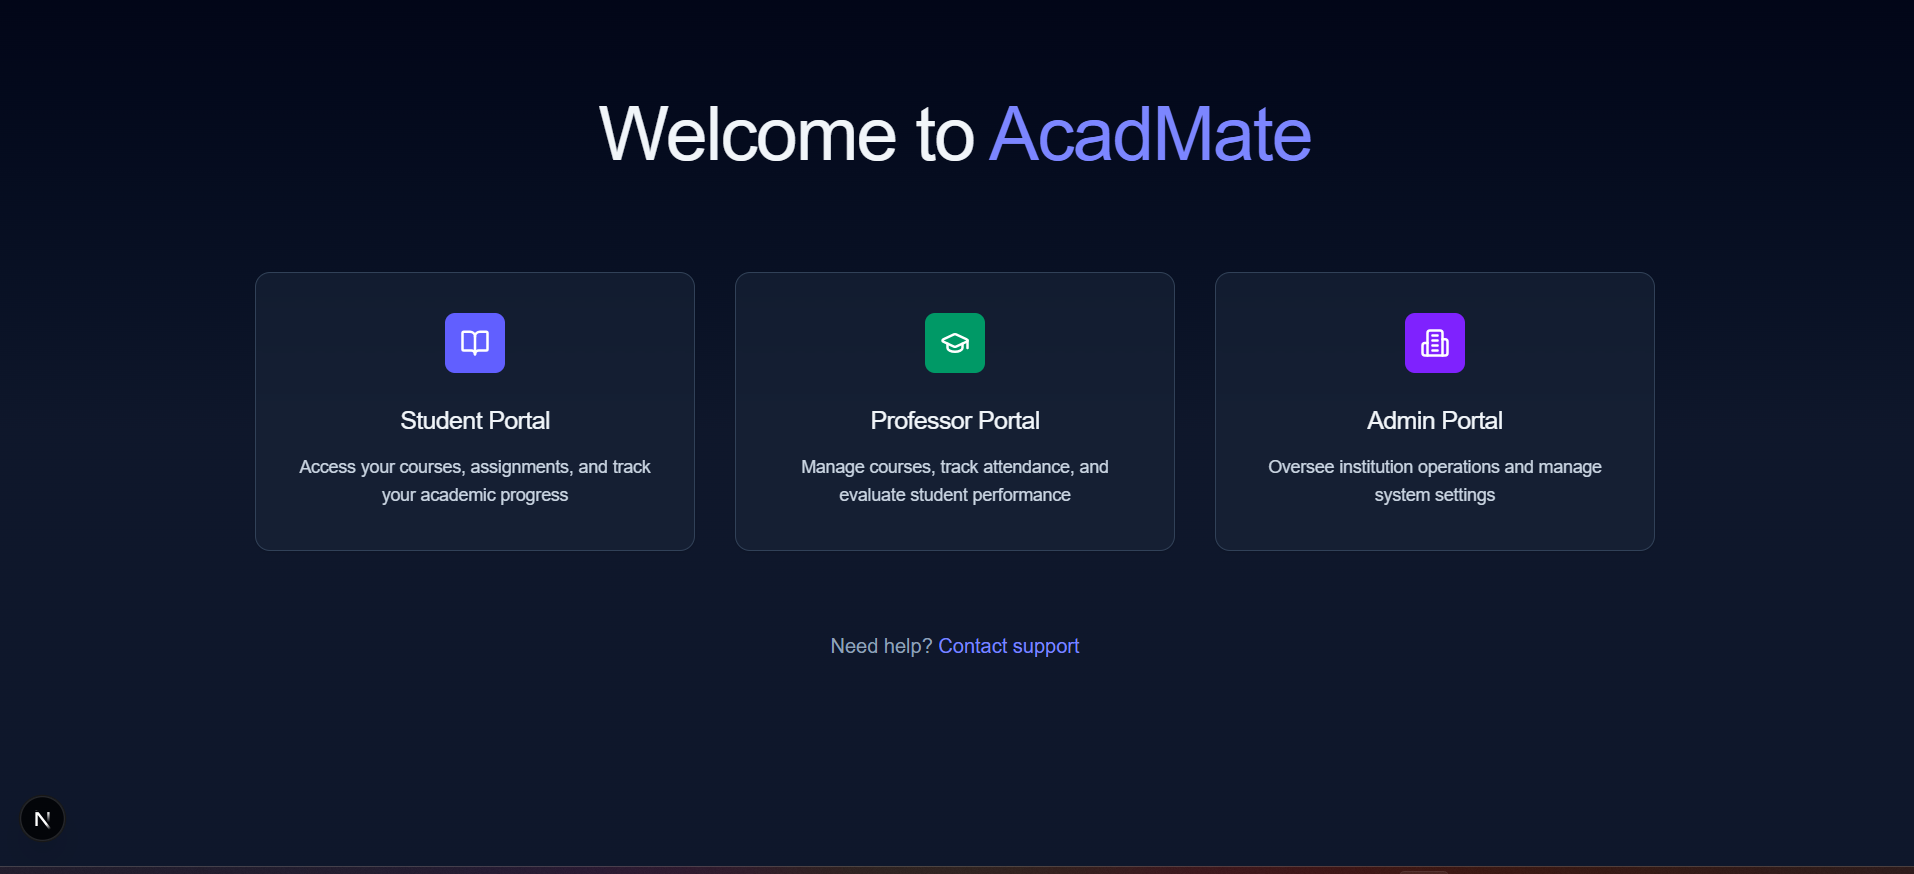 Welcome to AcadMate
Student Portal
Access your courses, assignments, and track
your academic progress
Professor Portal
Manage courses, track attendance, and
evaluate student performance
Admin Portal
Oversee institution operations and manage
system settings
Need help? Contact support
N